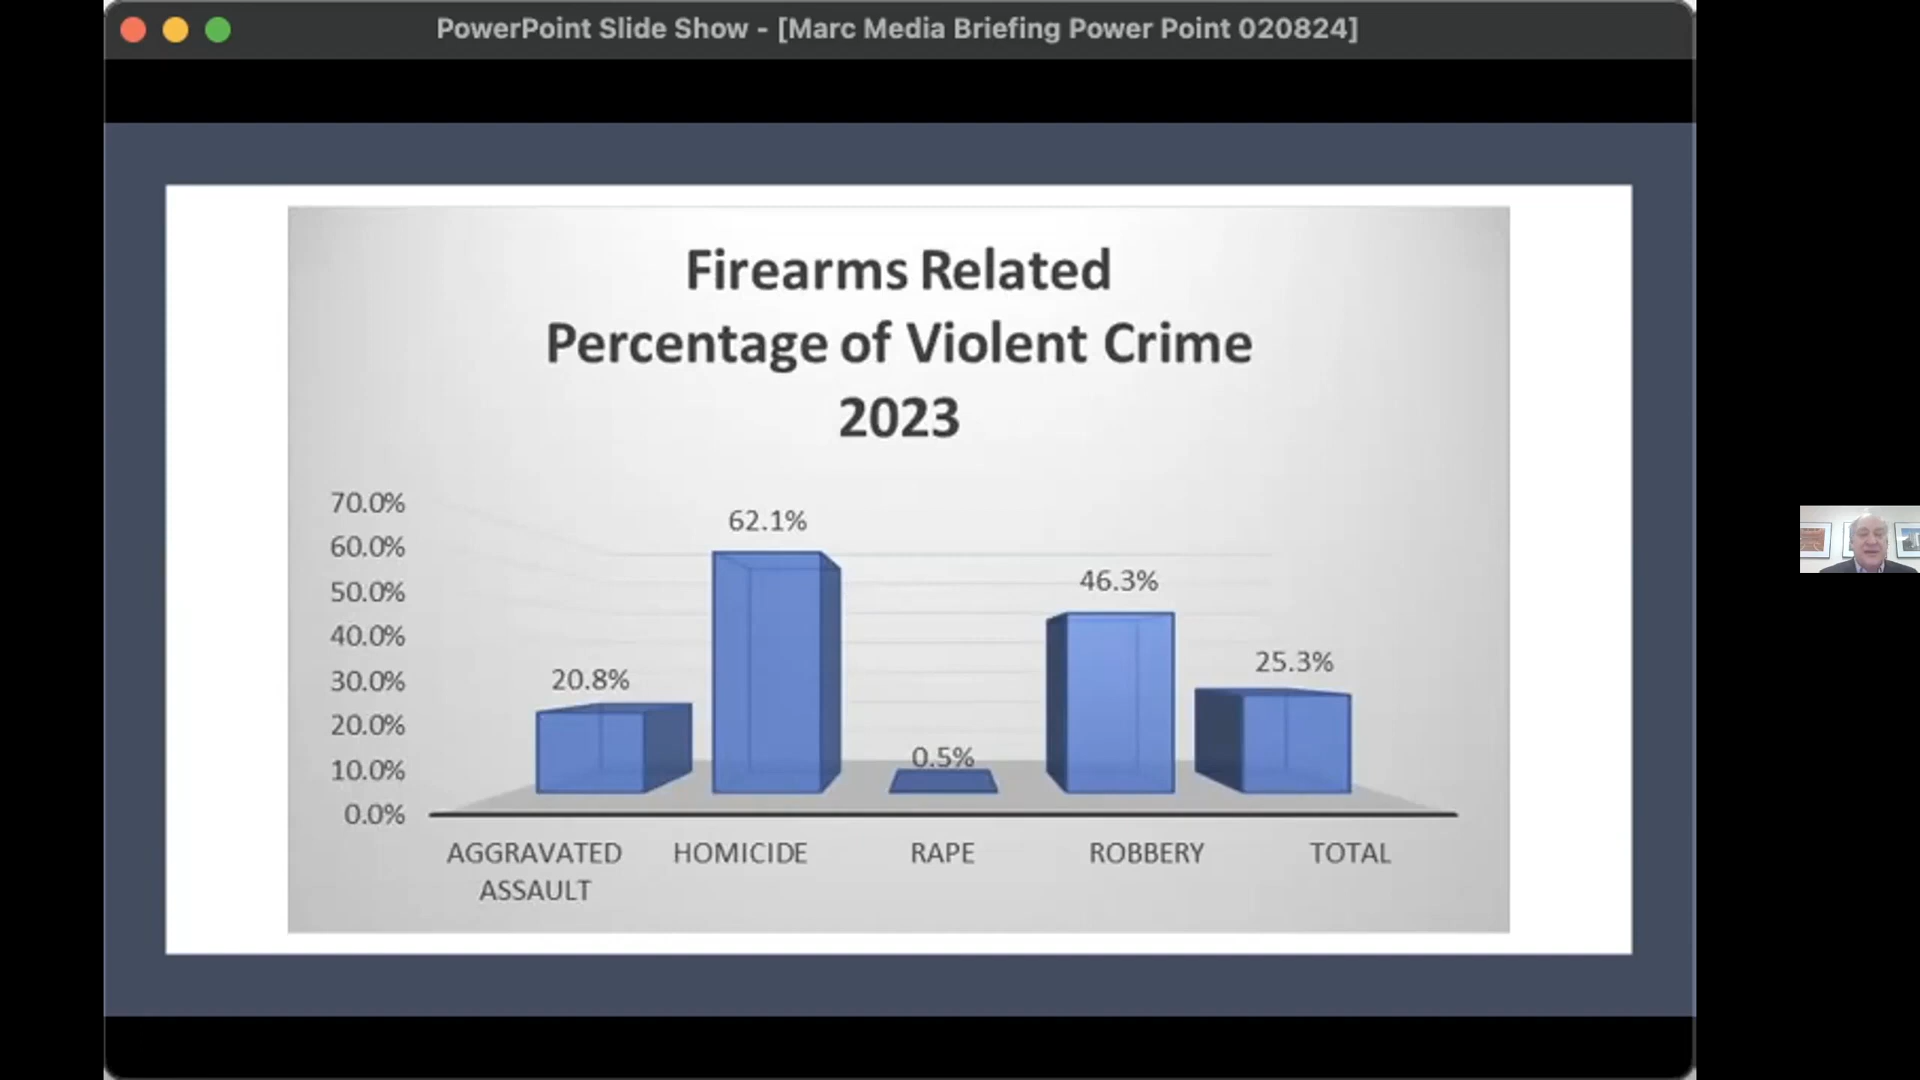 PowerPoint Slide Show - [Marc Media Briefing Power Point 020824]
Firearms Related
Percentage of Violent Crime
2023
70.0%
60.0%
50.0%
40.0%
30.0%
20.0%
10.0%
0.0%
20.8%
62.1%
0.5%
46.3%
25.3%
AGGRAVATED
ASSAULT
HOMICIDE
RAPE
ROBBERY
TOTAL